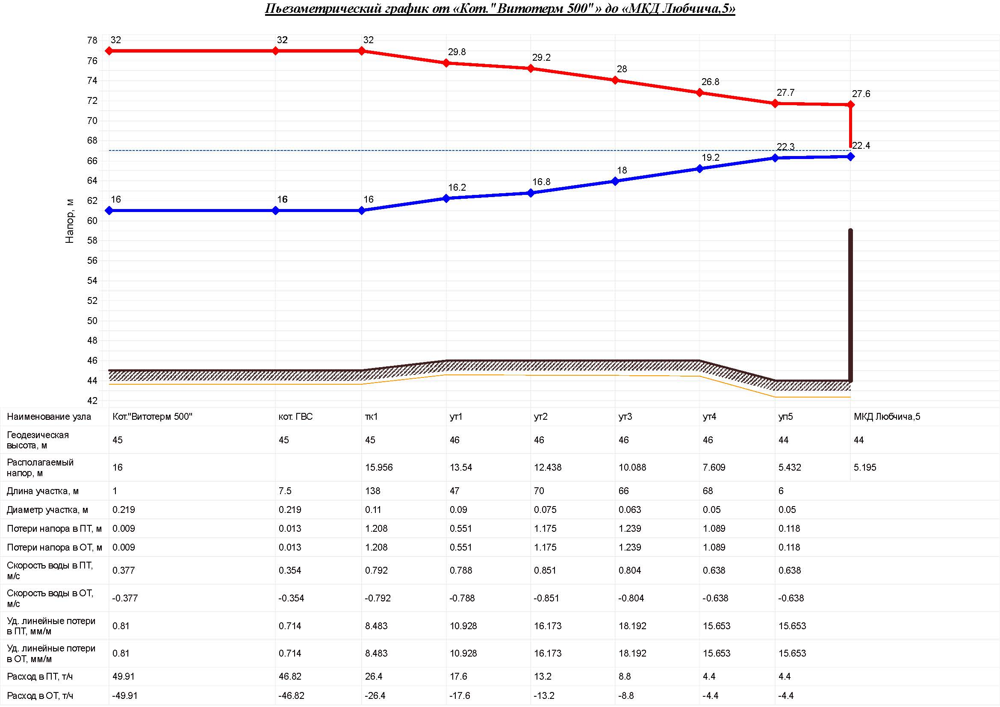 Пьезометрический график от «Кот."Витотерм 500"» до «МКД Любчича,5»
78
32
32
32
76
29.8
29.2
28
74
26.8
27.7
27.6
72
70
68
22.3
22.4
66
19.2
18
64
16.8
16.2
62
16
16
16
Напор, м
60
58
56
54
52
50
48
46
44
42
Наименование узла Кот."Витотерм 500" кот. ГВС тк1 ут1 ут2 ут3 ут4 уп5 МКД Любчича,5
Геодезическая
высота, м 45 45 45 46 46 46 46 44 44
Располагаемый
напор, м 16 15.956 13.54 12.438 10.088 7.609 5.432 5.195
Длина участка, м 1 7.5 138 47 70 66 68 6
Диаметр участка, м 0.219 0.219 0.11 0.09 0.075 0.063 0.05 0.05
Потери напора в ПТ, м 0.009 0.013 1.208 0.551 1.175 1.239 1.089 0.118
Потери напора в ОТ, м 0.009 0.013 1.208 0.551 1.175 1.239 1.089 0.118
Скорость воды в ПТ,
м/с 0.377 0.354 0.792 0.788 0.851 0.804 0.638 0.638
Скорость воды в ОТ,
м/с -0.377 -0.354 -0.792 -0.788 -0.851 -0.804 -0.638 -0.638
Уд. линейные потери
в ПТ, мм/м 0.81 0.714 8.483 10.928 16.173 18.192 15.653 15.653
Уд. линейные потери
в ОТ, мм/м 0.81 0.714 8.483 10.928 16.173 18.192 15.653 15.653
Расход в ПТ, т/ч 49.91 46.82 26.4 17.6 13.2 8.8 4.4 4.4
Расход в ОТ, т/ч -49.91 -46.82 -26.4 -17.6 -13.2 -8.8 -4.4 -4.4